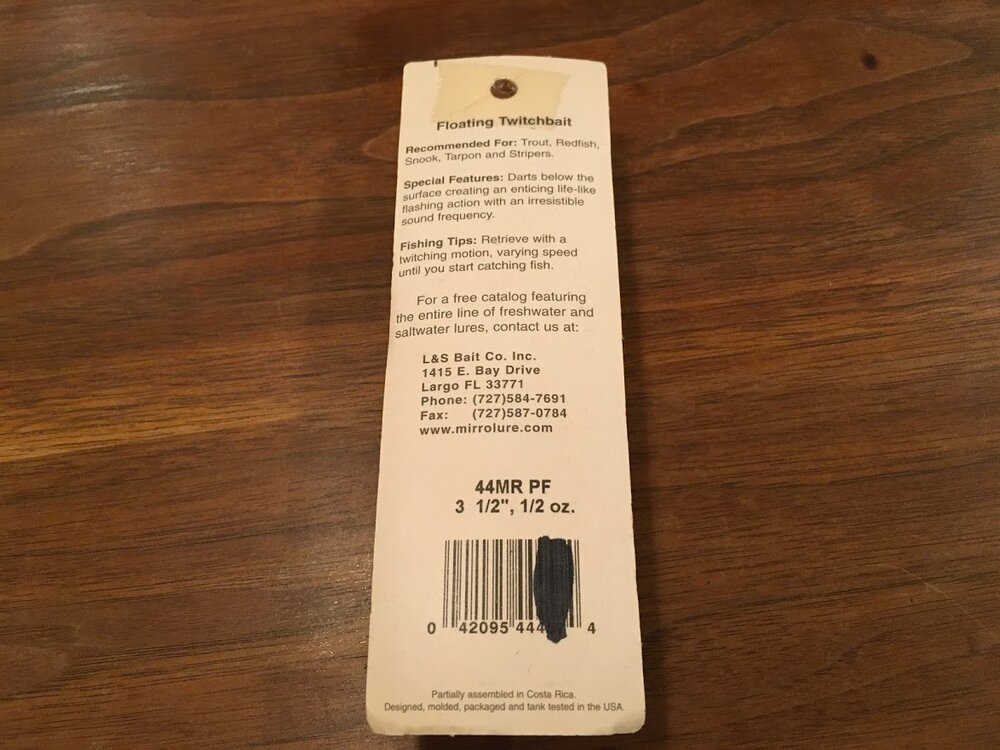 Floating Twitchbait
Recommended For: Trout, Redfish,
Snook, Tarpon and Stripers.
Special Features: Darts below the
surface creating an enticing life-like
flashing action with an irresistible
sound frequency.
Fishing Tips: Retrieve with a
twitching motion, varying speed
until you start catching fish.
For a free catalog featuring
the entire line of freshwater and
saltwater lures, contact us at:
L&S Bait Co. Inc.
1415 E. Bay Drive
Largo FL 33771
Phone: (727)584-7691
Fax: (727)587-0784
www.mirrolure.com
44MR PF
3 1/2", 1/2 oz.
0 42095 444 4
Partially assembled in Costa Rica.
Designed, molded, packaged and tank tested in the USA.